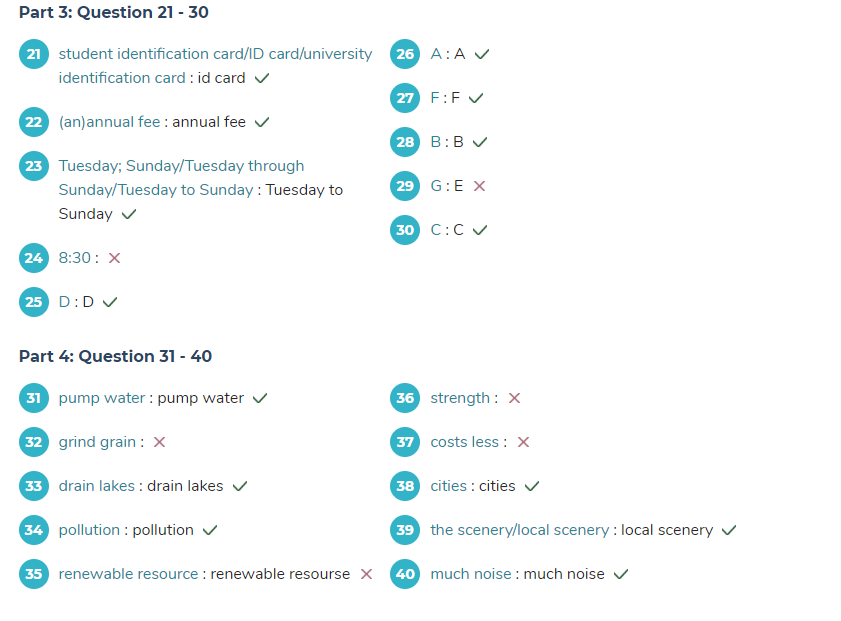 Part 3: Question 21 - 30
21 student identification card/ID card/university
identification card : id card ✓
22 (an)annual fee : annual fee ✓
23 Tuesday; Sunday/Tuesday through
Sunday/Tuesday to Sunday : Tuesday to
Sunday ✓
24 8:30 : ✕
25 D : D ✓
26 A : A ✓
27 F : F ✓
28 B : B ✓
29 G : E ✕
30 C : C ✓
Part 4: Question 31 - 40
31 pump water : pump water ✓
32 grind grain : ✕
33 drain lakes : drain lakes ✓
34 pollution : pollution ✓
35 renewable resource : renewable resourse ✕
36 strength : ✕
37 costs less : ✕
38 cities : cities ✓
39 the scenery/local scenery : local scenery ✓
40 much noise : much noise ✓